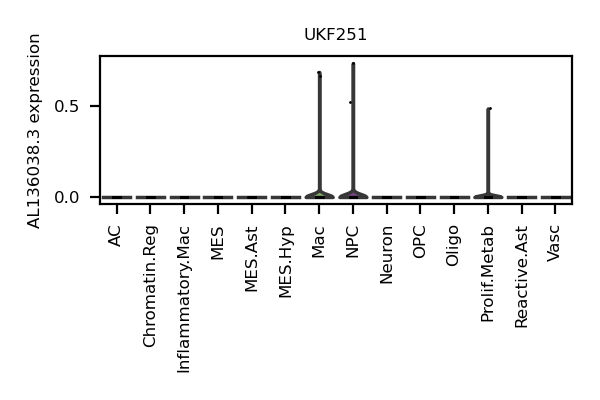 UKF251
AL136038.3 expression
0.5
0.0
AC
Chromatin.Reg
Inflammatory.Mac
MES
MES.Ast
MES.Hyp
Mac
NPC
Neuron
OPC
Oligo
Prolif.Metab
Reactive.Ast
Vasc